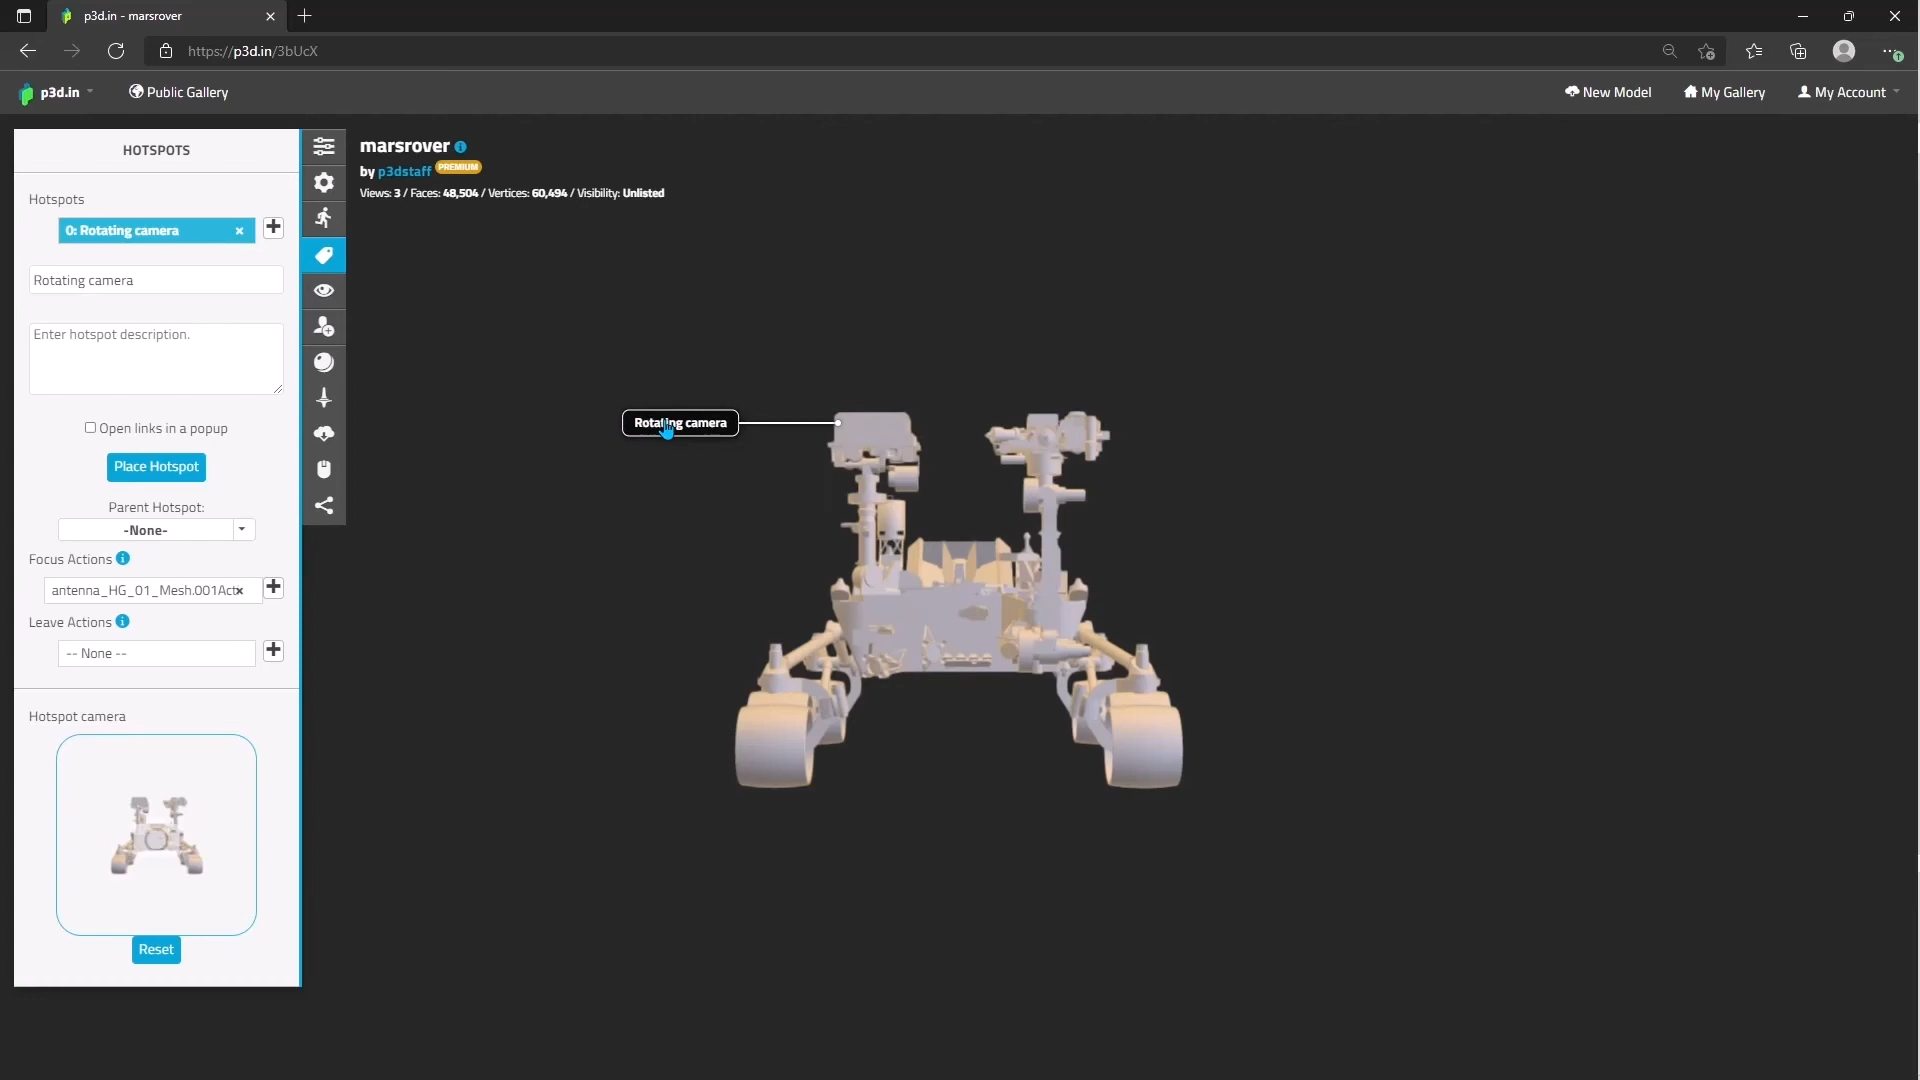 p3d.in - marsrover
https://p3d.in/3bUcX
p3d.in
Public Gallery
New Model
My Gallery
My Account
HOTSPOTS
Hotspots
0: Rotating camera
Rotating camera
Enter hotspot description.
Open links in a popup
Place Hotspot
Parent Hotspot:
-None-
Focus Actions
antenna_HG_01_Mesh.001Acti
Leave Actions
-- None --
Hotspot camera
Reset
marsrover
by p3dstaff PREMIUM
Views: 3 / Faces: 48,504 / Vertices: 60,494 / Visibility: Unlisted
Rotating camera